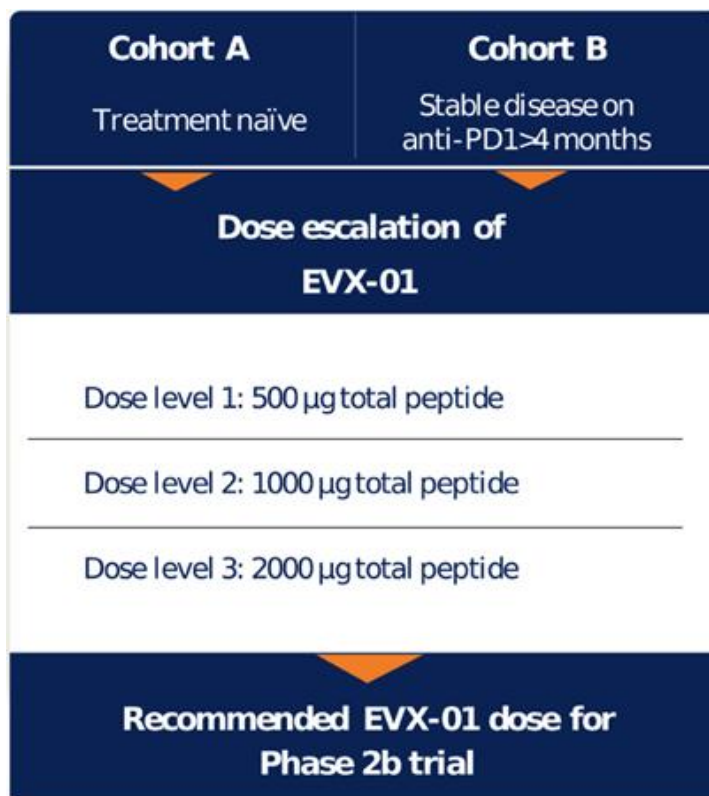 Cohort A
Treatment naïve
Cohort B
Stable disease on
anti-PD1>4 months
Dose escalation of
EVX-01
Dose level 1: 500 µg total peptide
Dose level 2: 1000 µg total peptide
Dose level 3: 2000 µg total peptide
Recommended EVX-01 dose for
Phase 2b trial